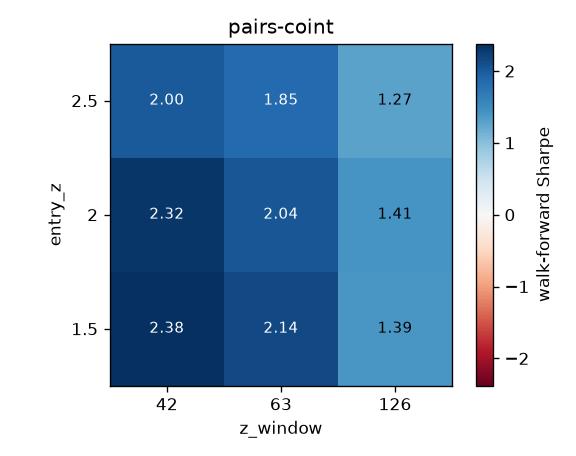 pairs-coint
entry_z
2.5
2.00 1.85 1.27
2
2.32 2.04 1.41
1.5
2.38 2.14 1.39
42 63 126
z_window
2
1
0
−1
−2
walk-forward Sharpe